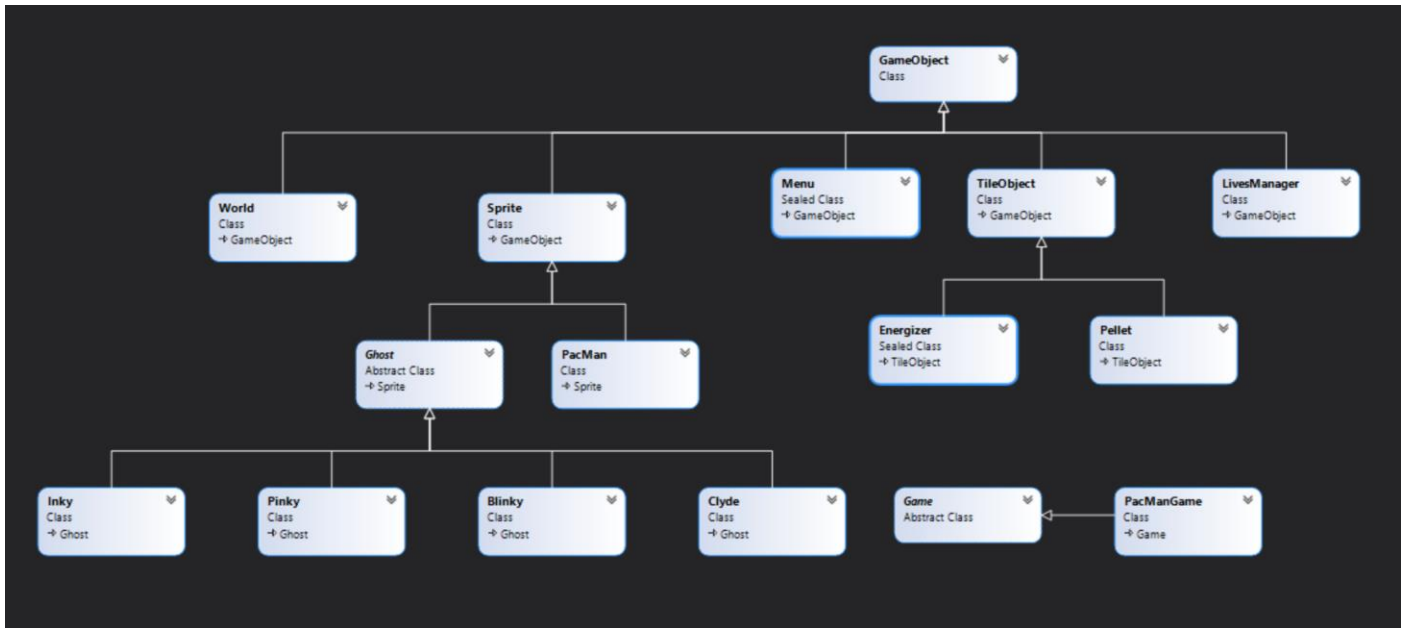 GameObject
Class
World
Class
GameObject
Sprite
Class
GameObject
Menu
Sealed Class
GameObject
TileObject
Class
GameObject
LivesManager
Class
GameObject
Ghost
Abstract Class
Sprite
PacMan
Class
Sprite
Energizer
Sealed Class
TileObject
Pellet
Class
TileObject
Inky
Class
Ghost
Pinky
Class
Ghost
Blinky
Class
Ghost
Clyde
Class
Ghost
Game
Abstract Class
PacManGame
Class
Game